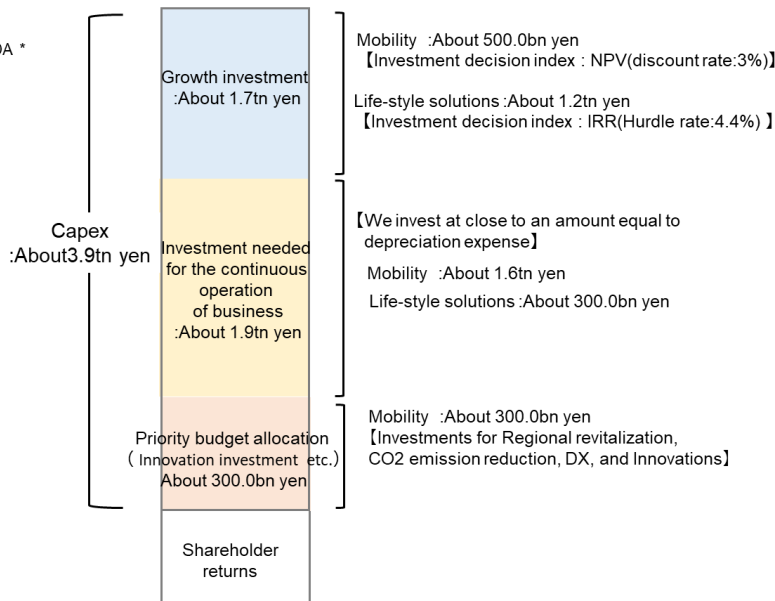 DA *
Capex
:About3.9tn yen
Growth investment
:About 1.7tn yen
Investment needed
for the continuous
operation
of business
:About 1.9tn yen
Priority budget allocation
( Innovation investment etc.)
About 300.0bn yen
Shareholder
returns
Mobility :About 500.0bn yen
【Investment decision index : NPV(discount rate:3%)】
Life-style solutions :About 1.2tn yen
【Investment decision index : IRR(Hurdle rate:4.4%) 】
【We invest at close to an amount equal to
depreciation expense】
Mobility :About 1.6tn yen
Life-style solutions :About 300.0bn yen
Mobility :About 300.0bn yen
【Investments for Regional revitalization,
CO2 emission reduction, DX, and Innovations】